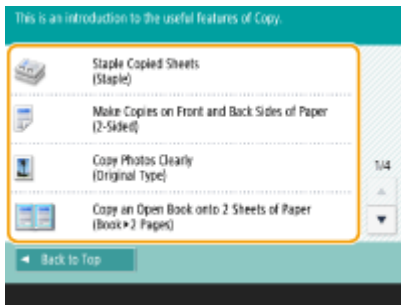 This is an introduction to the useful features of Copy.
Staple Copied Sheets
(Staple)
Make Copies on Front and Back Sides of Paper
(2-Sided)
Copy Photos Clearly
(Original Type)
1/4
Copy an Open Book onto 2 Sheets of Paper
(Book▸2 Pages)
◄ Back to Top